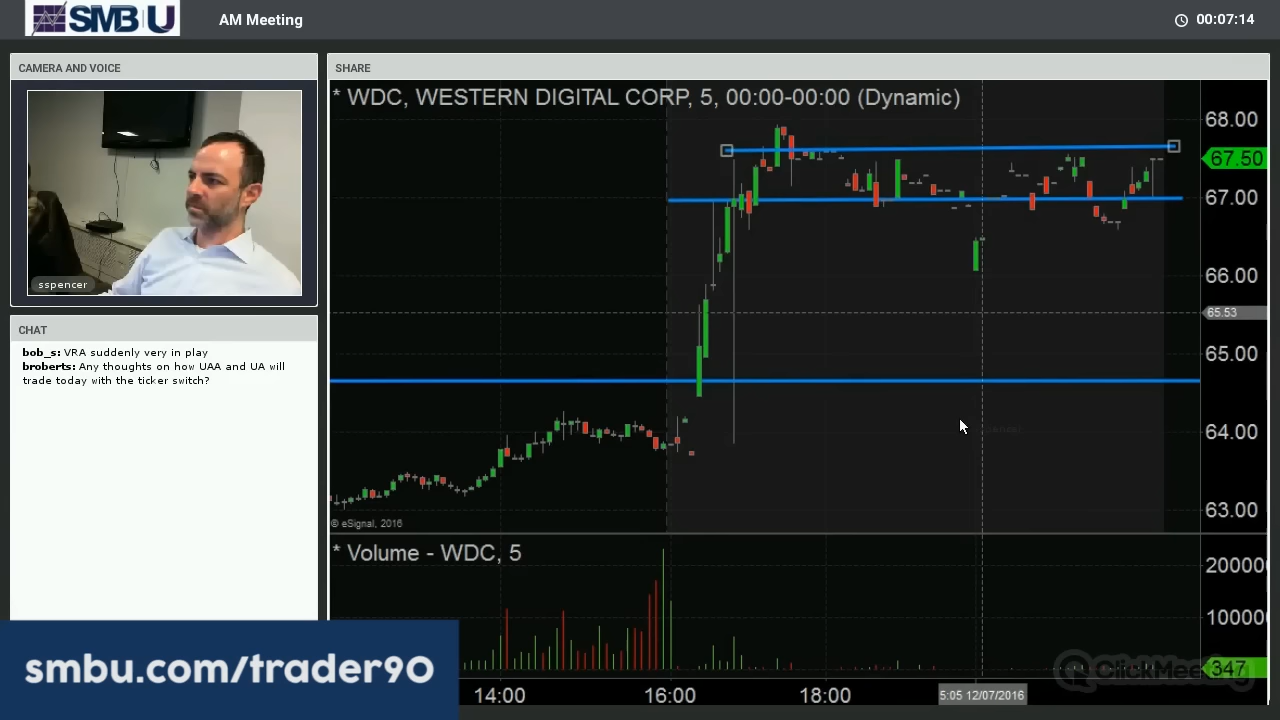 SMB U
AM Meeting
00:07:14
CAMERA AND VOICE
sspencer
CHAT
bob_s: VRA suddenly very in play
broberts: Any thoughts on how UAA and UA will
trade today with the ticker switch?
SHARE
* WDC, WESTERN DIGITAL CORP, 5, 00:00-00:00 (Dynamic)
68.00
67.50
67.00
66.00
65.53
65.00
64.00
63.00
© eSignal, 2016
* Volume - WDC, 5
20000
10000
347
ClickMeeting
14:00
16:00
18:00
5:05 12/07/2016
smbu.com/trader90